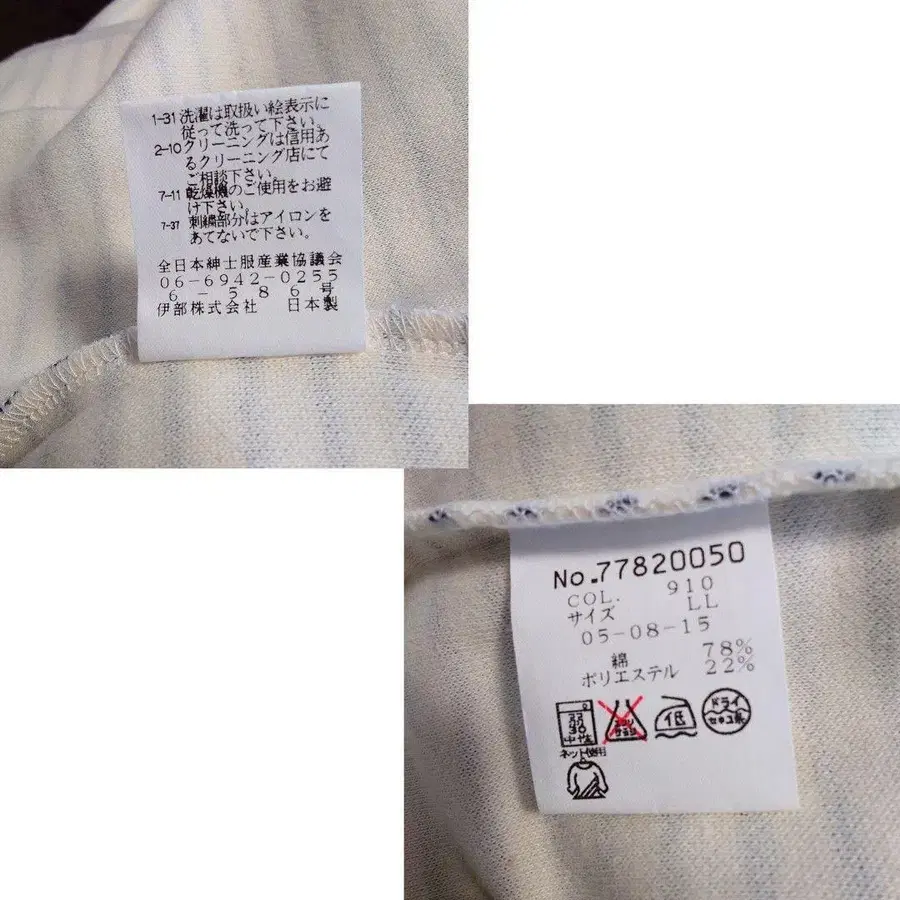 1-31 洗濯は取扱い絵表示に
従って洗って下さい。
2-10 クリーニングは信用あ
るクリーニング店にて
ご相談下さい。
7-11 乾燥機のご使用をお避
け下さい。
7-37 刺繍部分はアイロンを
あてないで下さい。
全日本紳士服産業協議会
06-6942-0255
6-586号
伊部株式会社 日本製
No.77820050
COL. 910
サイズ LL
05-08-15
綿 78%
ポリエステル 22%
弱
30
中性
エンソ
サラシ
低
ドライ
セキユ系
ネット使用